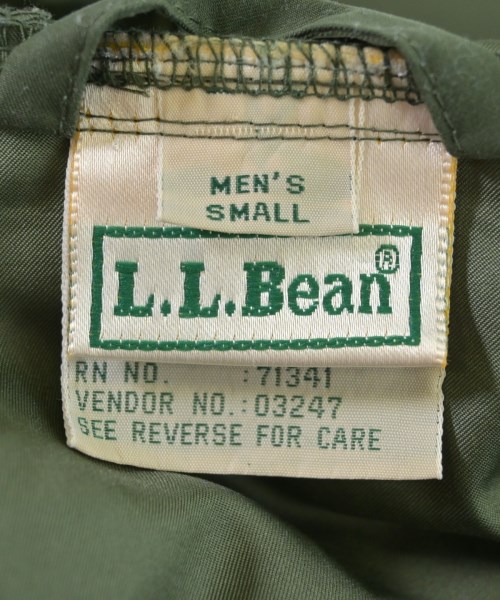 MEN'S
SMALL
L.L.Bean®
RN NO. :71341
VENDOR NO.:03247
SEE REVERSE FOR CARE